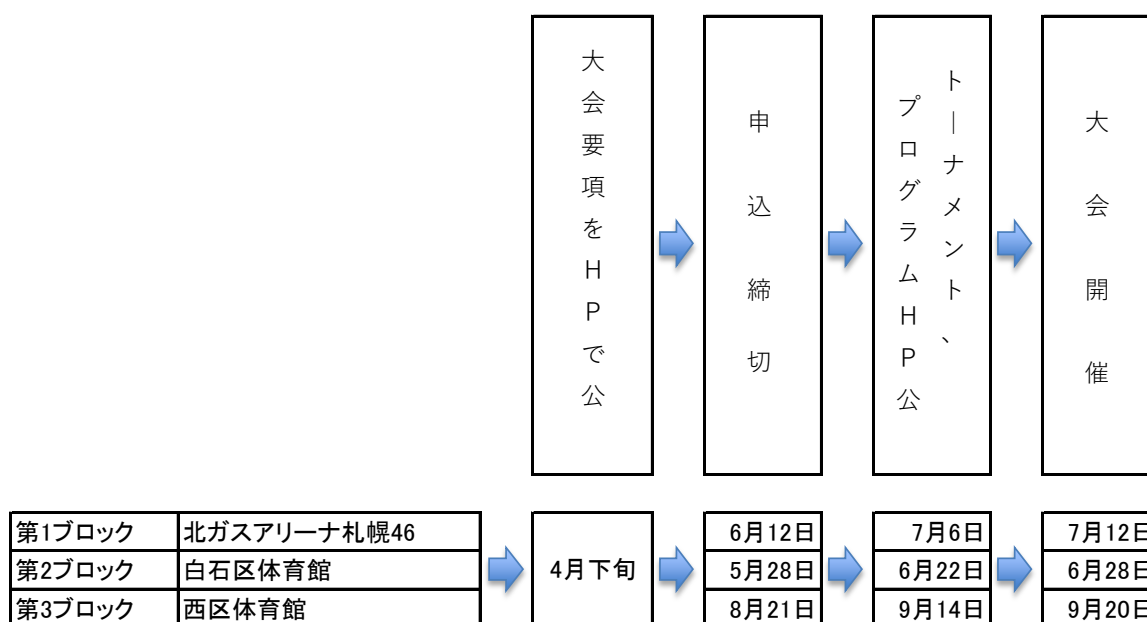 大会要項をHPで公
申込締切
トーナメント、
プログラムHP公
大会開催
第1ブロック 北ガスアリーナ札幌46 4月下旬 6月12日 7月6日 7月12日
第2ブロック 白石区体育館 5月28日 6月22日 6月28日
第3ブロック 西区体育館 8月21日 9月14日 9月20日